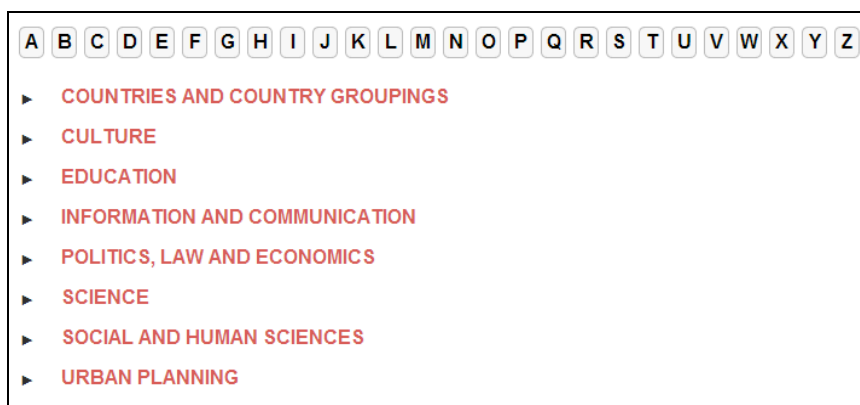 A B C D E F G H I J K L M N O P Q R S T U V W X Y Z
COUNTRIES AND COUNTRY GROUPINGS
CULTURE
EDUCATION
INFORMATION AND COMMUNICATION
POLITICS, LAW AND ECONOMICS
SCIENCE
SOCIAL AND HUMAN SCIENCES
URBAN PLANNING